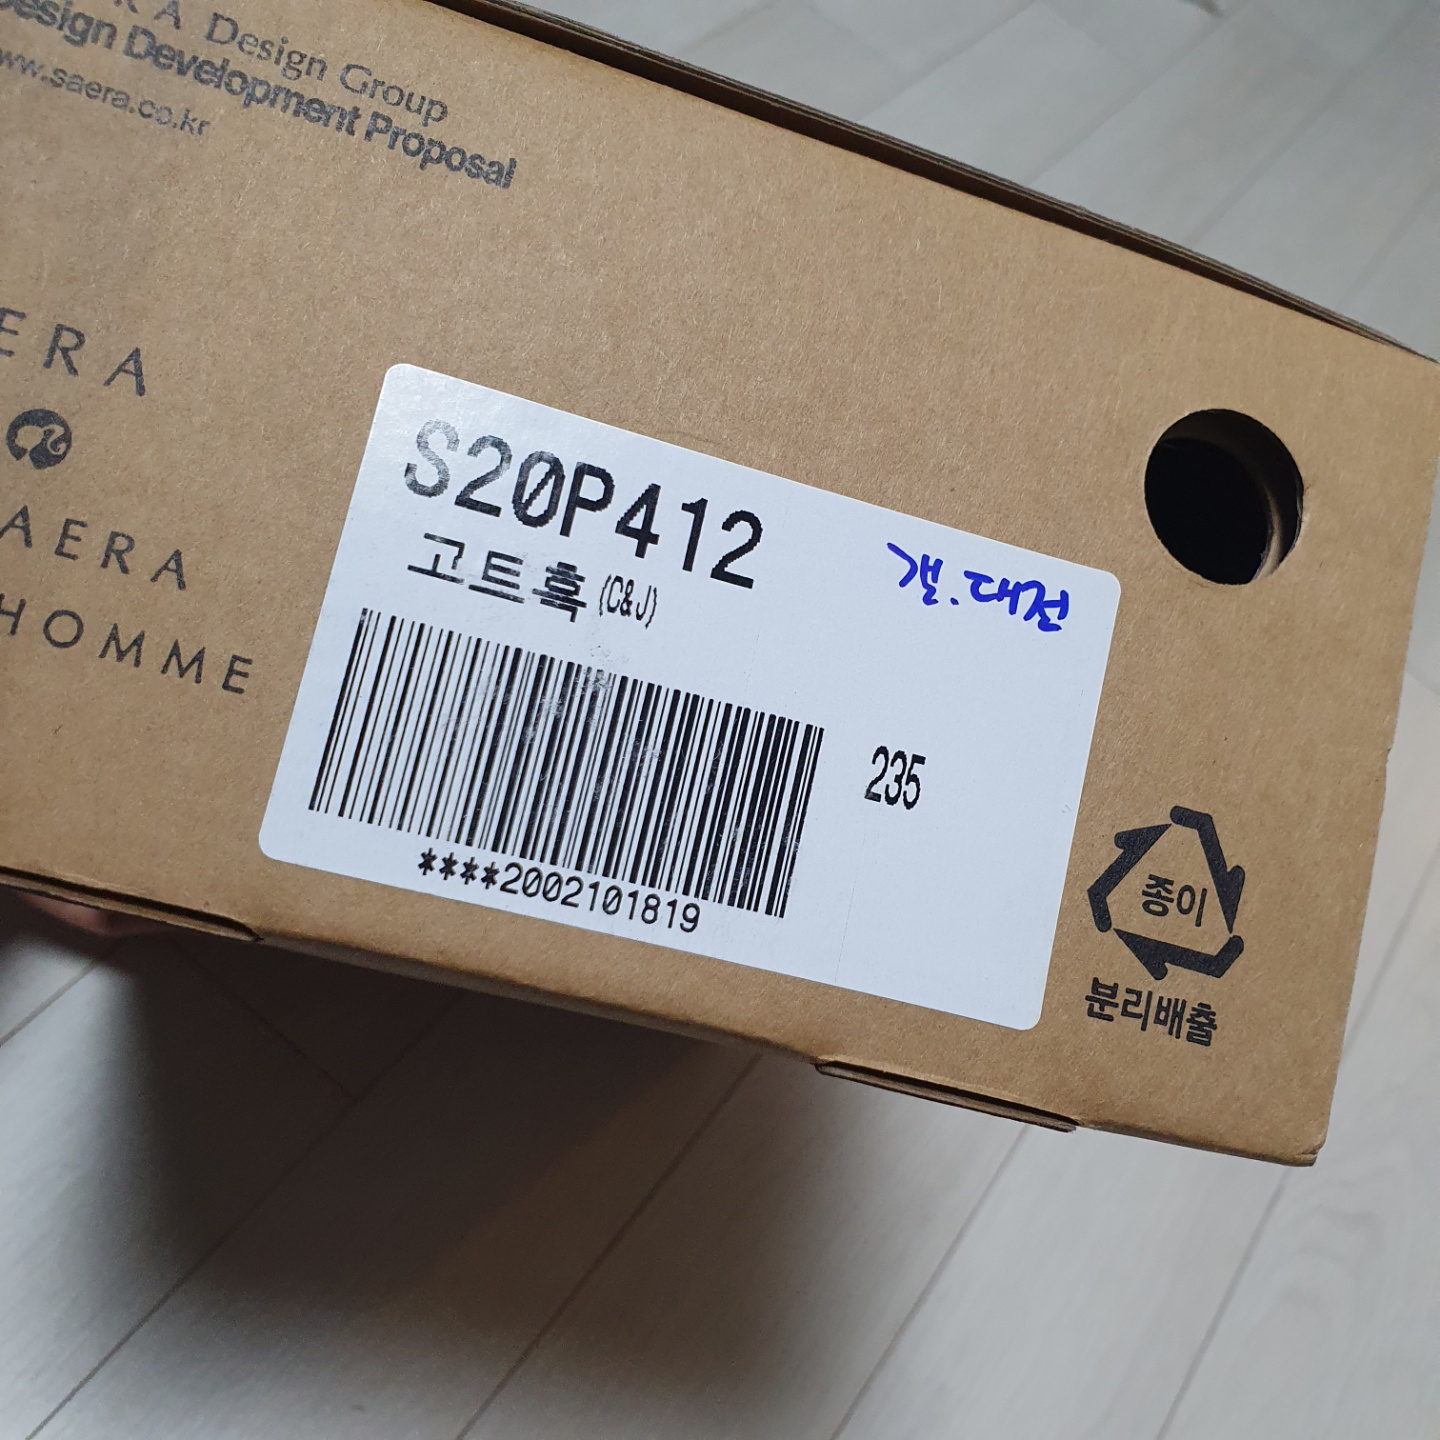 RA Design Group
Design Development Proposal
www.saera.co.kr
ERA
AERA
HOMME
S20P412
고트흑(C&J)
갤.대전
235
****2002101819
종이
분리배출